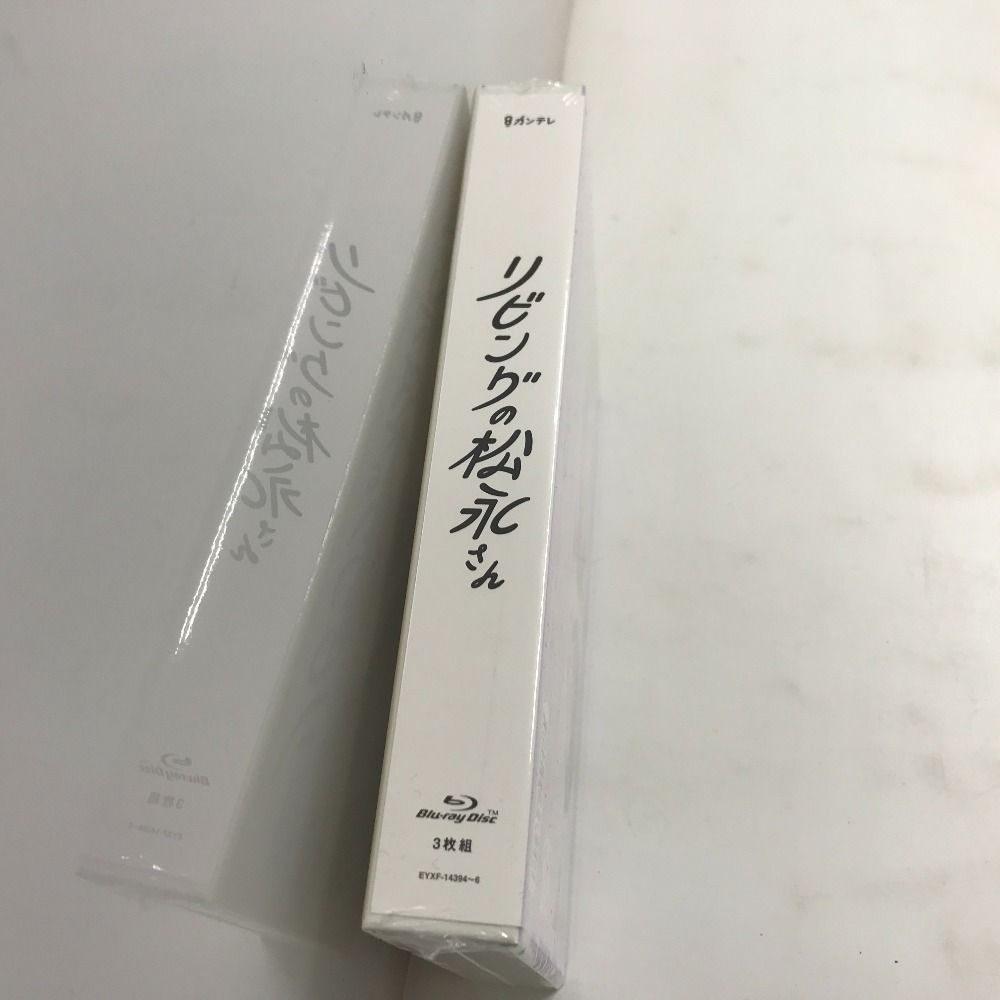 8カンテレ
リビングの松永さん
Blu-ray Disc™
3枚組
EYXF-14394～6